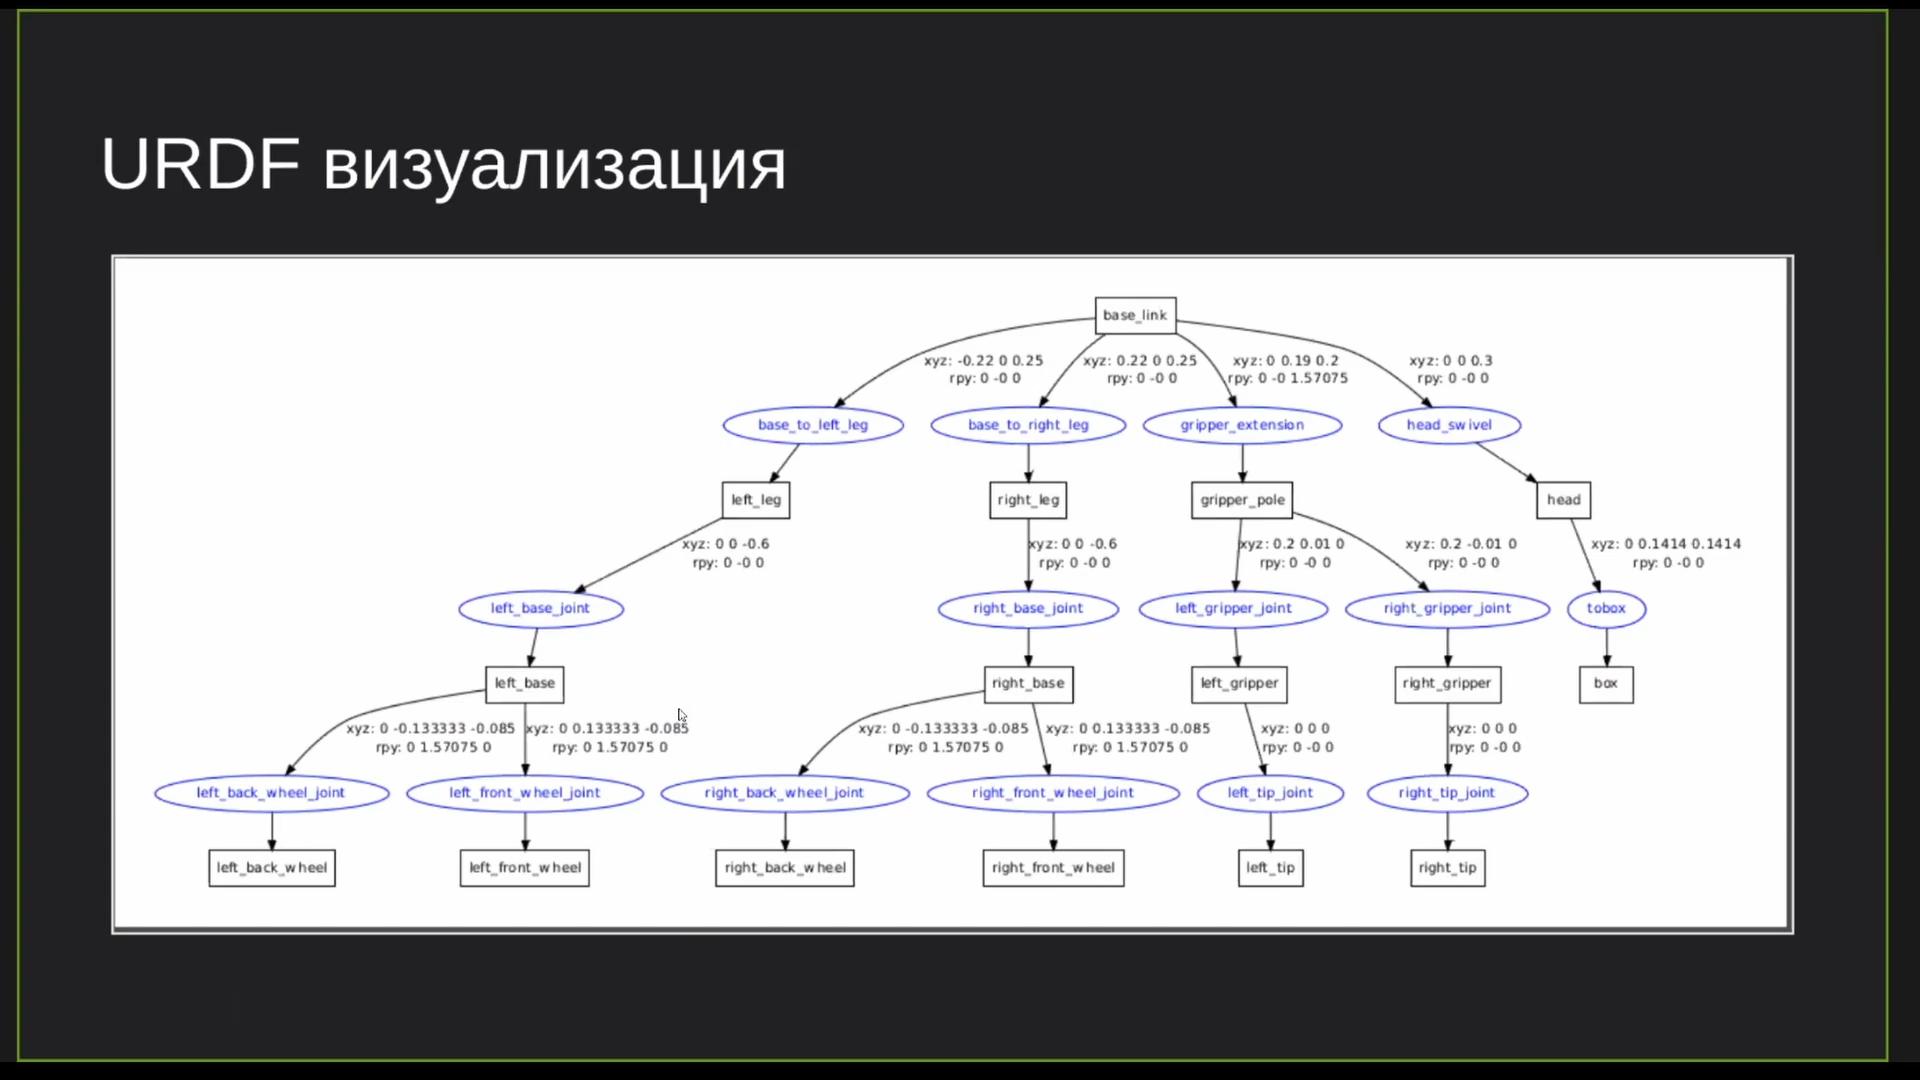 URDF визуализация
base_link
xyz: -0.22 0 0.25
rpy: 0 -0 0
xyz: 0.22 0 0.25
rpy: 0 -0 0
xyz: 0 0.19 0.2
rpy: 0 -0 1.57075
xyz: 0 0 0.3
rpy: 0 -0 0
base_to_left_leg
base_to_right_leg
gripper_extension
head_swivel
left_leg
right_leg
gripper_pole
head
xyz: 0 0 -0.6
rpy: 0 -0 0
xyz: 0 0 -0.6
rpy: 0 -0 0
xyz: 0.2 0.01 0
rpy: 0 -0 0
xyz: 0.2 -0.01 0
rpy: 0 -0 0
xyz: 0 0.1414 0.1414
rpy: 0 -0 0
left_base_joint
right_base_joint
left_gripper_joint
right_gripper_joint
tobox
left_base
right_base
left_gripper
right_gripper
box
xyz: 0 -0.133333 -0.085
rpy: 0 1.57075 0
xyz: 0 0.133333 -0.085
rpy: 0 1.57075 0
xyz: 0 -0.133333 -0.085
rpy: 0 1.57075 0
xyz: 0 0.133333 -0.085
rpy: 0 1.57075 0
xyz: 0 0 0
rpy: 0 -0 0
xyz: 0 0 0
rpy: 0 -0 0
left_back_wheel_joint
left_front_wheel_joint
right_back_wheel_joint
right_front_wheel_joint
left_tip_joint
right_tip_joint
left_back_wheel
left_front_wheel
right_back_wheel
right_front_wheel
left_tip
right_tip